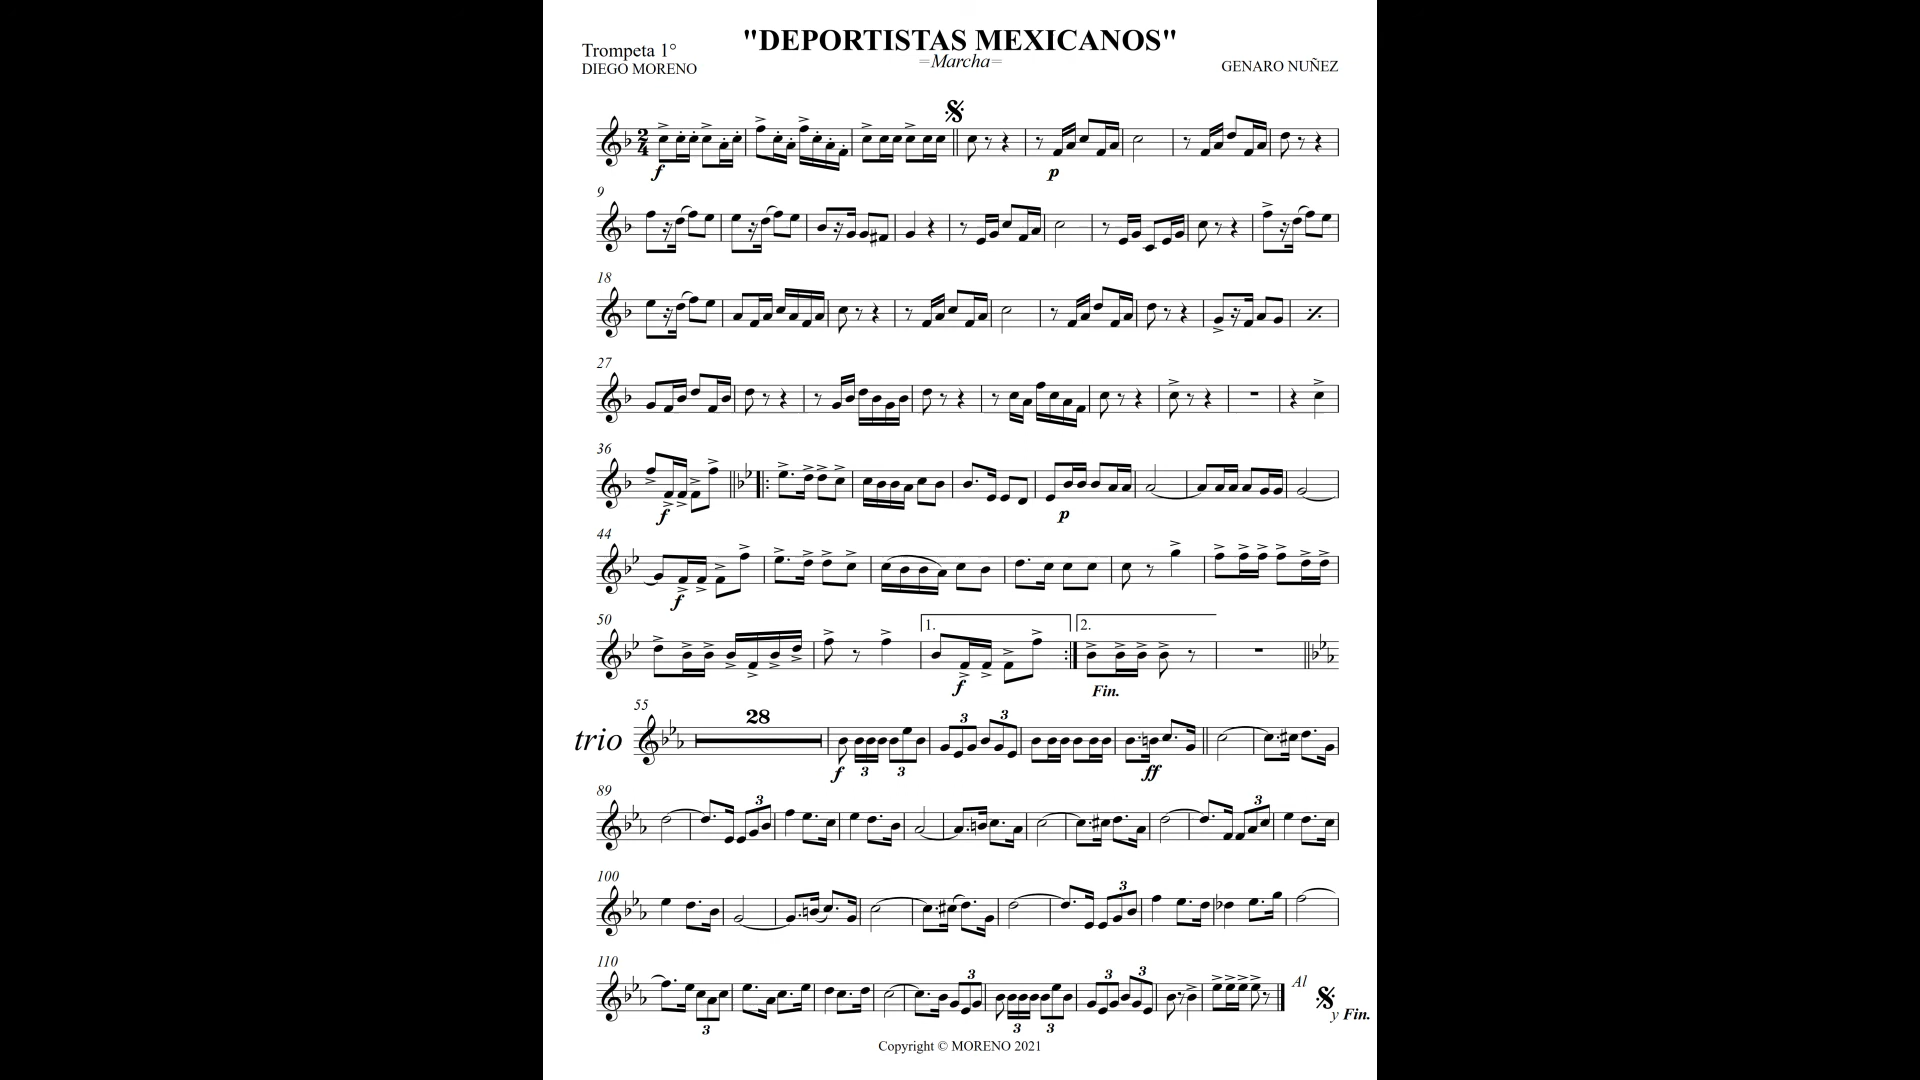 "DEPORTISTAS MEXICANOS"
Trompeta 1°
=Marcha=
DIEGO MORENO
GENARO NUÑEZ
2
4
f
p
9
18
27
36
f
p
44
f
50
1.
2.
f
Fin.
55
28
3
3
trio
3
3
f
ff
89
3
3
100
3
110
3
3
3
Al
3
3
3
y Fin.
Copyright © MORENO 2021